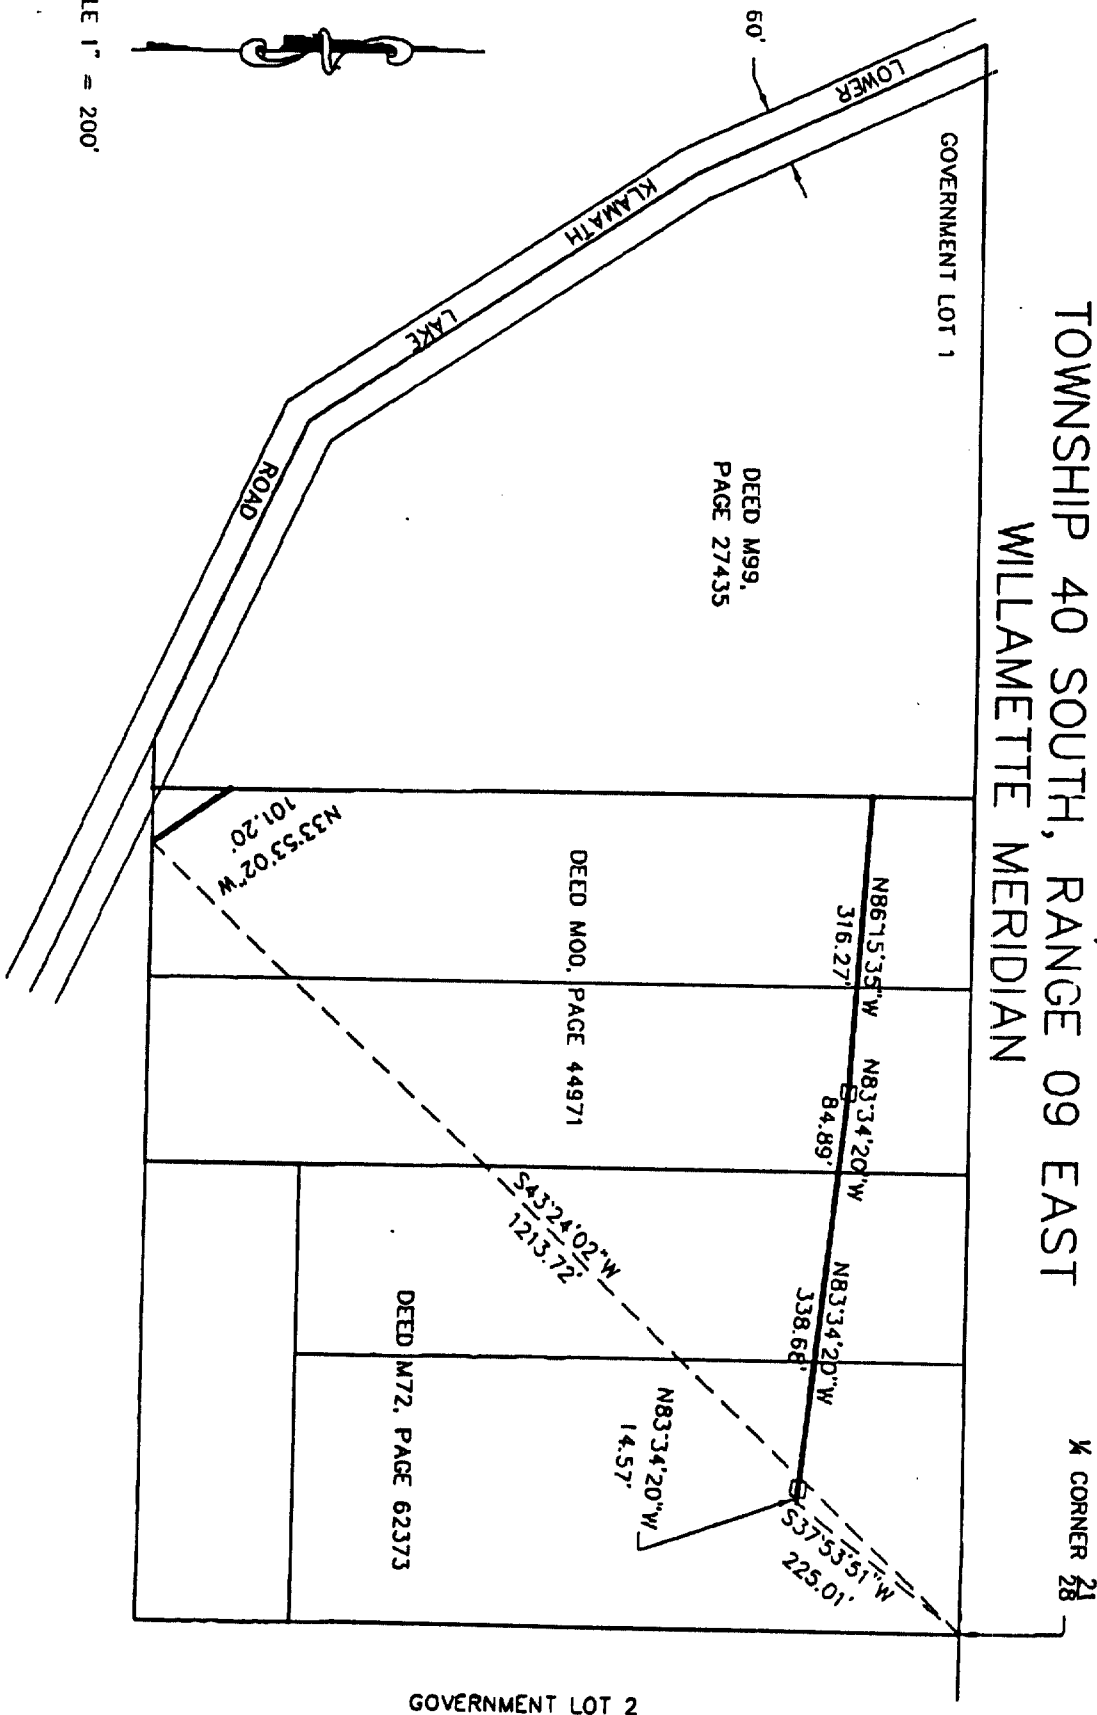 TOWNSHIP 40 SOUTH, RANGE 09 EAST
WILLAMETTE MERIDIAN
¼ CORNER 21
28
GOVERNMENT LOT 1
LOWER
KLAMATH
LAKE
ROAD
60'
LE 1" = 200'
DEED M99,
PAGE 27435
N86°15'35"W
316.27'
N83°34'20"W
84.89'
N83°34'20"W
338.68'
N83°34'20"W
14.57'
S37°53'51"W
225.01'
S43°24'02"W
1213.72'
N33°53'02"W
101.20'
DEED M00, PAGE 44971
DEED M72, PAGE 62373
GOVERNMENT LOT 2